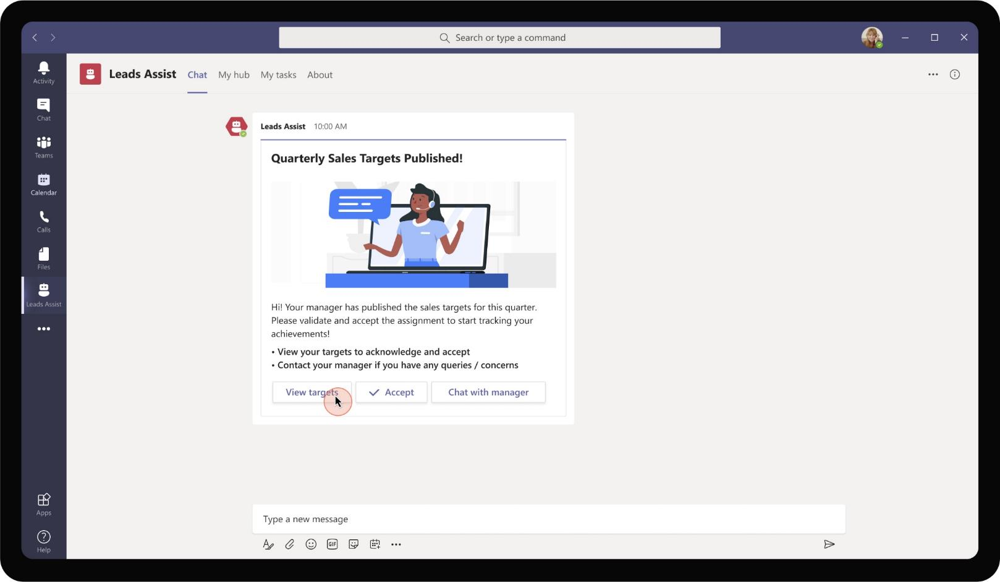 Search or type a command
Activity
Chat
Teams
Calendar
Calls
Files
Leads Assist
Apps
Help
Leads Assist
Chat
My hub
My tasks
About
Leads Assist 10:00 AM
Quarterly Sales Targets Published!
Hi! Your manager has published the sales targets for this quarter.
Please validate and accept the assignment to start tracking your
achievements!
• View your targets to acknowledge and accept
• Contact your manager if you have any queries / concerns
View targets
Accept
Chat with manager
Type a new message
GIF